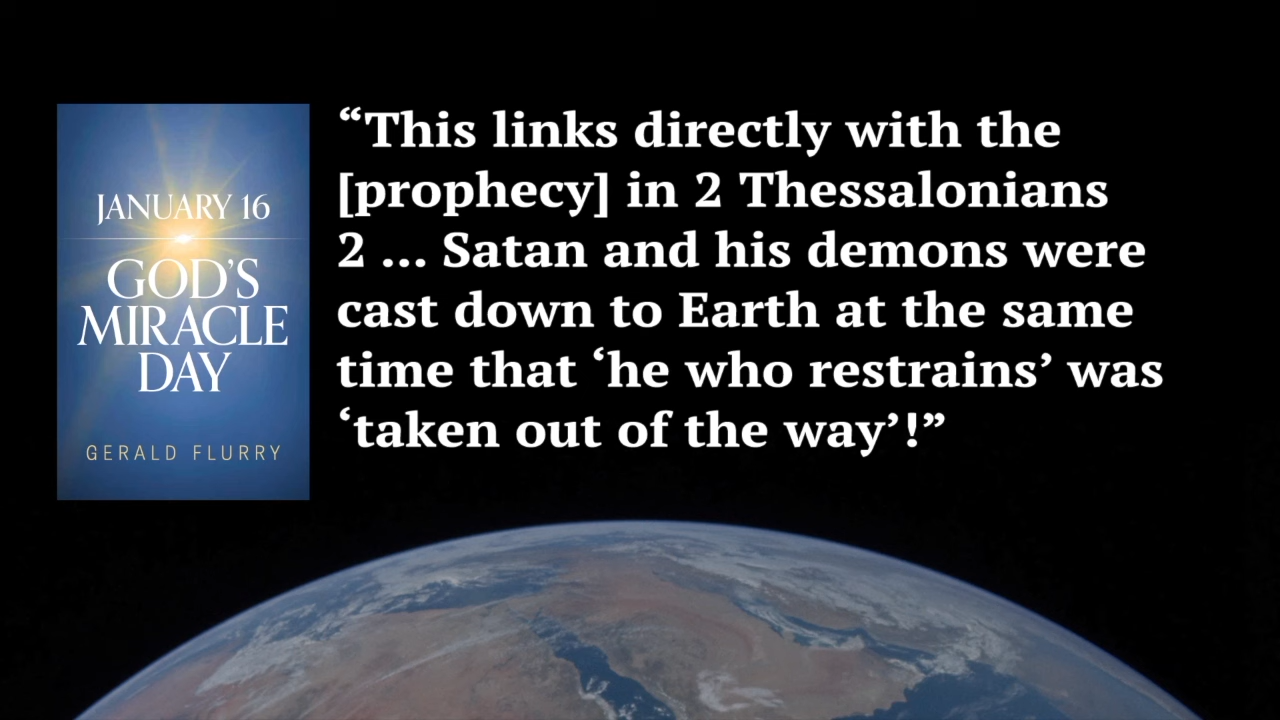 JANUARY 16
GOD'S
MIRACLE
DAY
GERALD FLURRY
“This links directly with the
[prophecy] in 2 Thessalonians
2 ... Satan and his demons were
cast down to Earth at the same
time that ‘he who restrains’ was
‘taken out of the way’!”